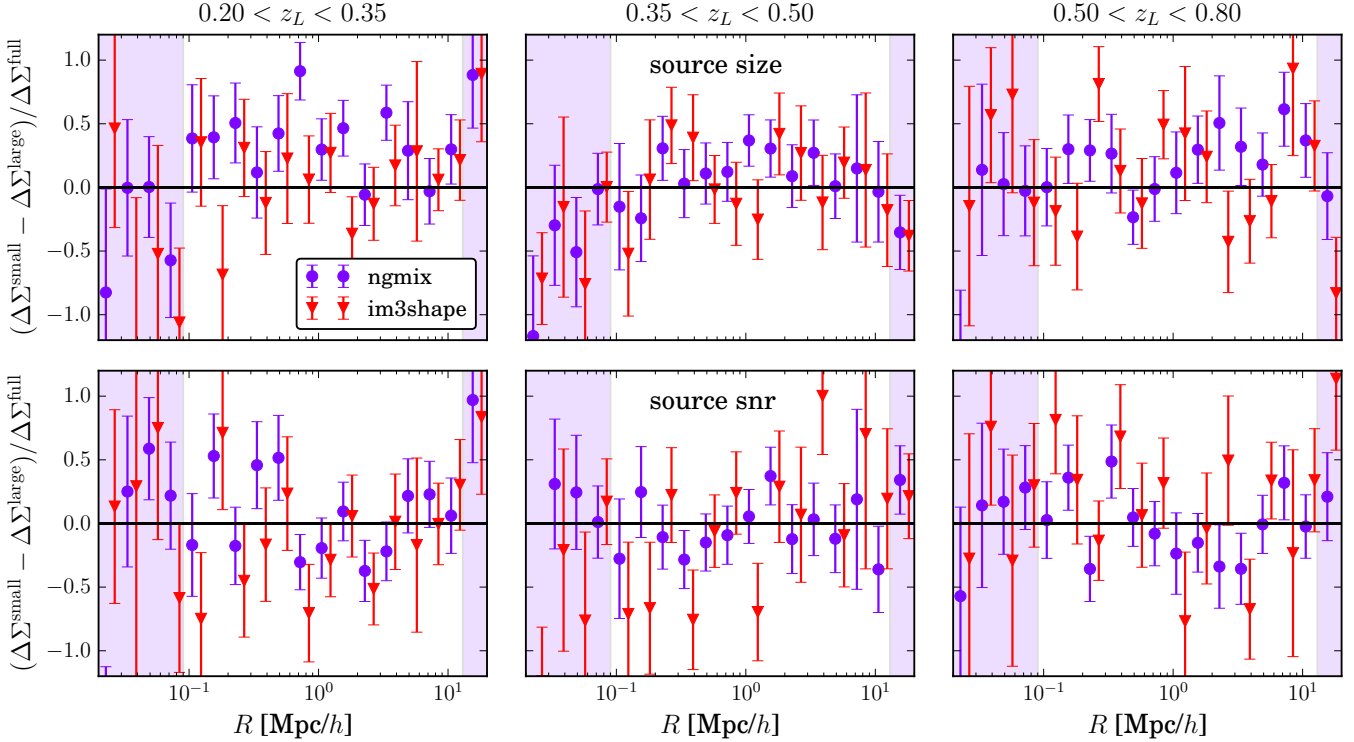 0.20 < z_L < 0.35
0.35 < z_L < 0.50
0.50 < z_L < 0.80
(ΔΣ^small − ΔΣ^large)/ΔΣ^full
1.0
0.5
0.0
−0.5
−1.0
ngmix
im3shape
source size
(ΔΣ^small − ΔΣ^large)/ΔΣ^full
1.0
0.5
0.0
−0.5
−1.0
source snr
10^−1
10^0
10^1
10^−1
10^0
10^1
10^−1
10^0
10^1
R [Mpc/h]
R [Mpc/h]
R [Mpc/h]